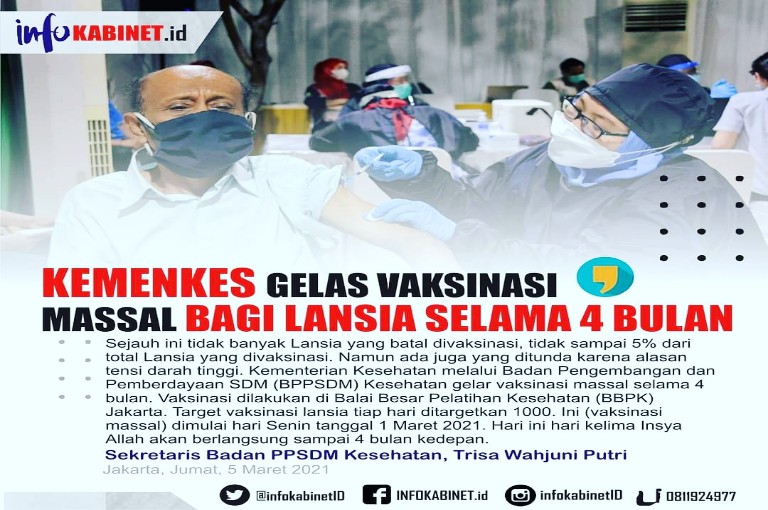 info KABINET.id
KEMENKES GELAS VAKSINASI
MASSAL BAGI LANSIA SELAMA 4 BULAN
Sejauh ini tidak banyak Lansia yang batal divaksinasi, tidak sampai 5% dari
total Lansia yang divaksinasi. Namun ada juga yang ditunda karena alasan
tensi darah tinggi. Kementerian Kesehatan melalui Badan Pengembangan dan
Pemberdayaan SDM (BPPSDM) Kesehatan gelar vaksinasi massal selama 4
bulan. Vaksinasi dilakukan di Balai Besar Pelatihan Kesehatan (BBPK)
Jakarta. Target vaksinasi lansia tiap hari ditargetkan 1000. Ini (vaksinasi
massal) dimulai hari Senin tanggal 1 Maret 2021. Hari ini hari kelima Insya
Allah akan berlangsung sampai 4 bulan kedepan.
Sekretaris Badan PPSDM Kesehatan, Trisa Wahjuni Putri
Jakarta, Jumat, 5 Maret 2021
@infokabinetID INFOKABINET.id infokabinetID 0811924977